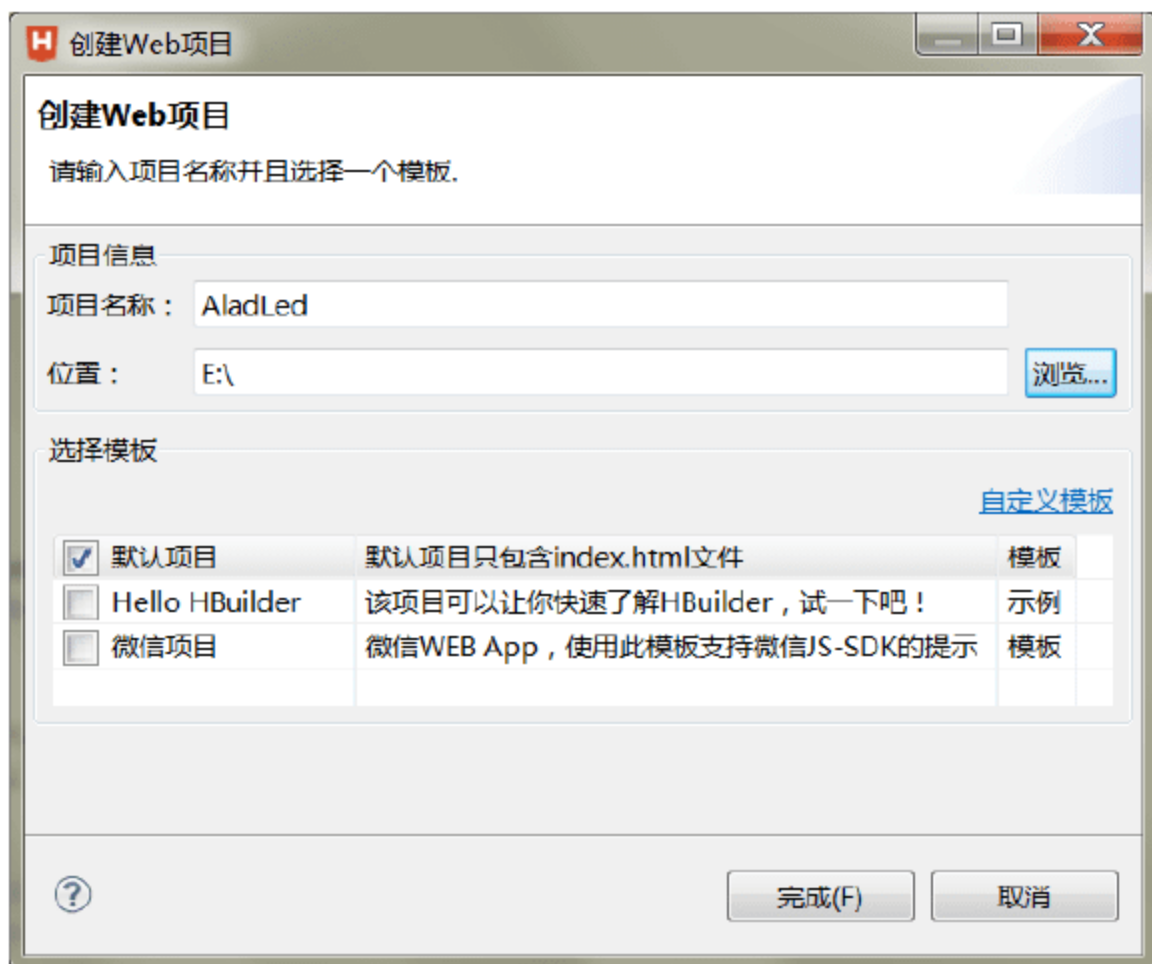 创建Web项目
创建Web项目
请输入项目名称并且选择一个模板.
项目信息
项目名称： AladLed
位置： E:\ 浏览...
选择模板
自定义模板
默认项目 默认项目只包含index.html文件 模板
Hello HBuilder 该项目可以让你快速了解HBuilder，试一下吧！ 示例
微信项目 微信WEB App，使用此模板支持微信JS-SDK的提示 模板
完成(F) 取消